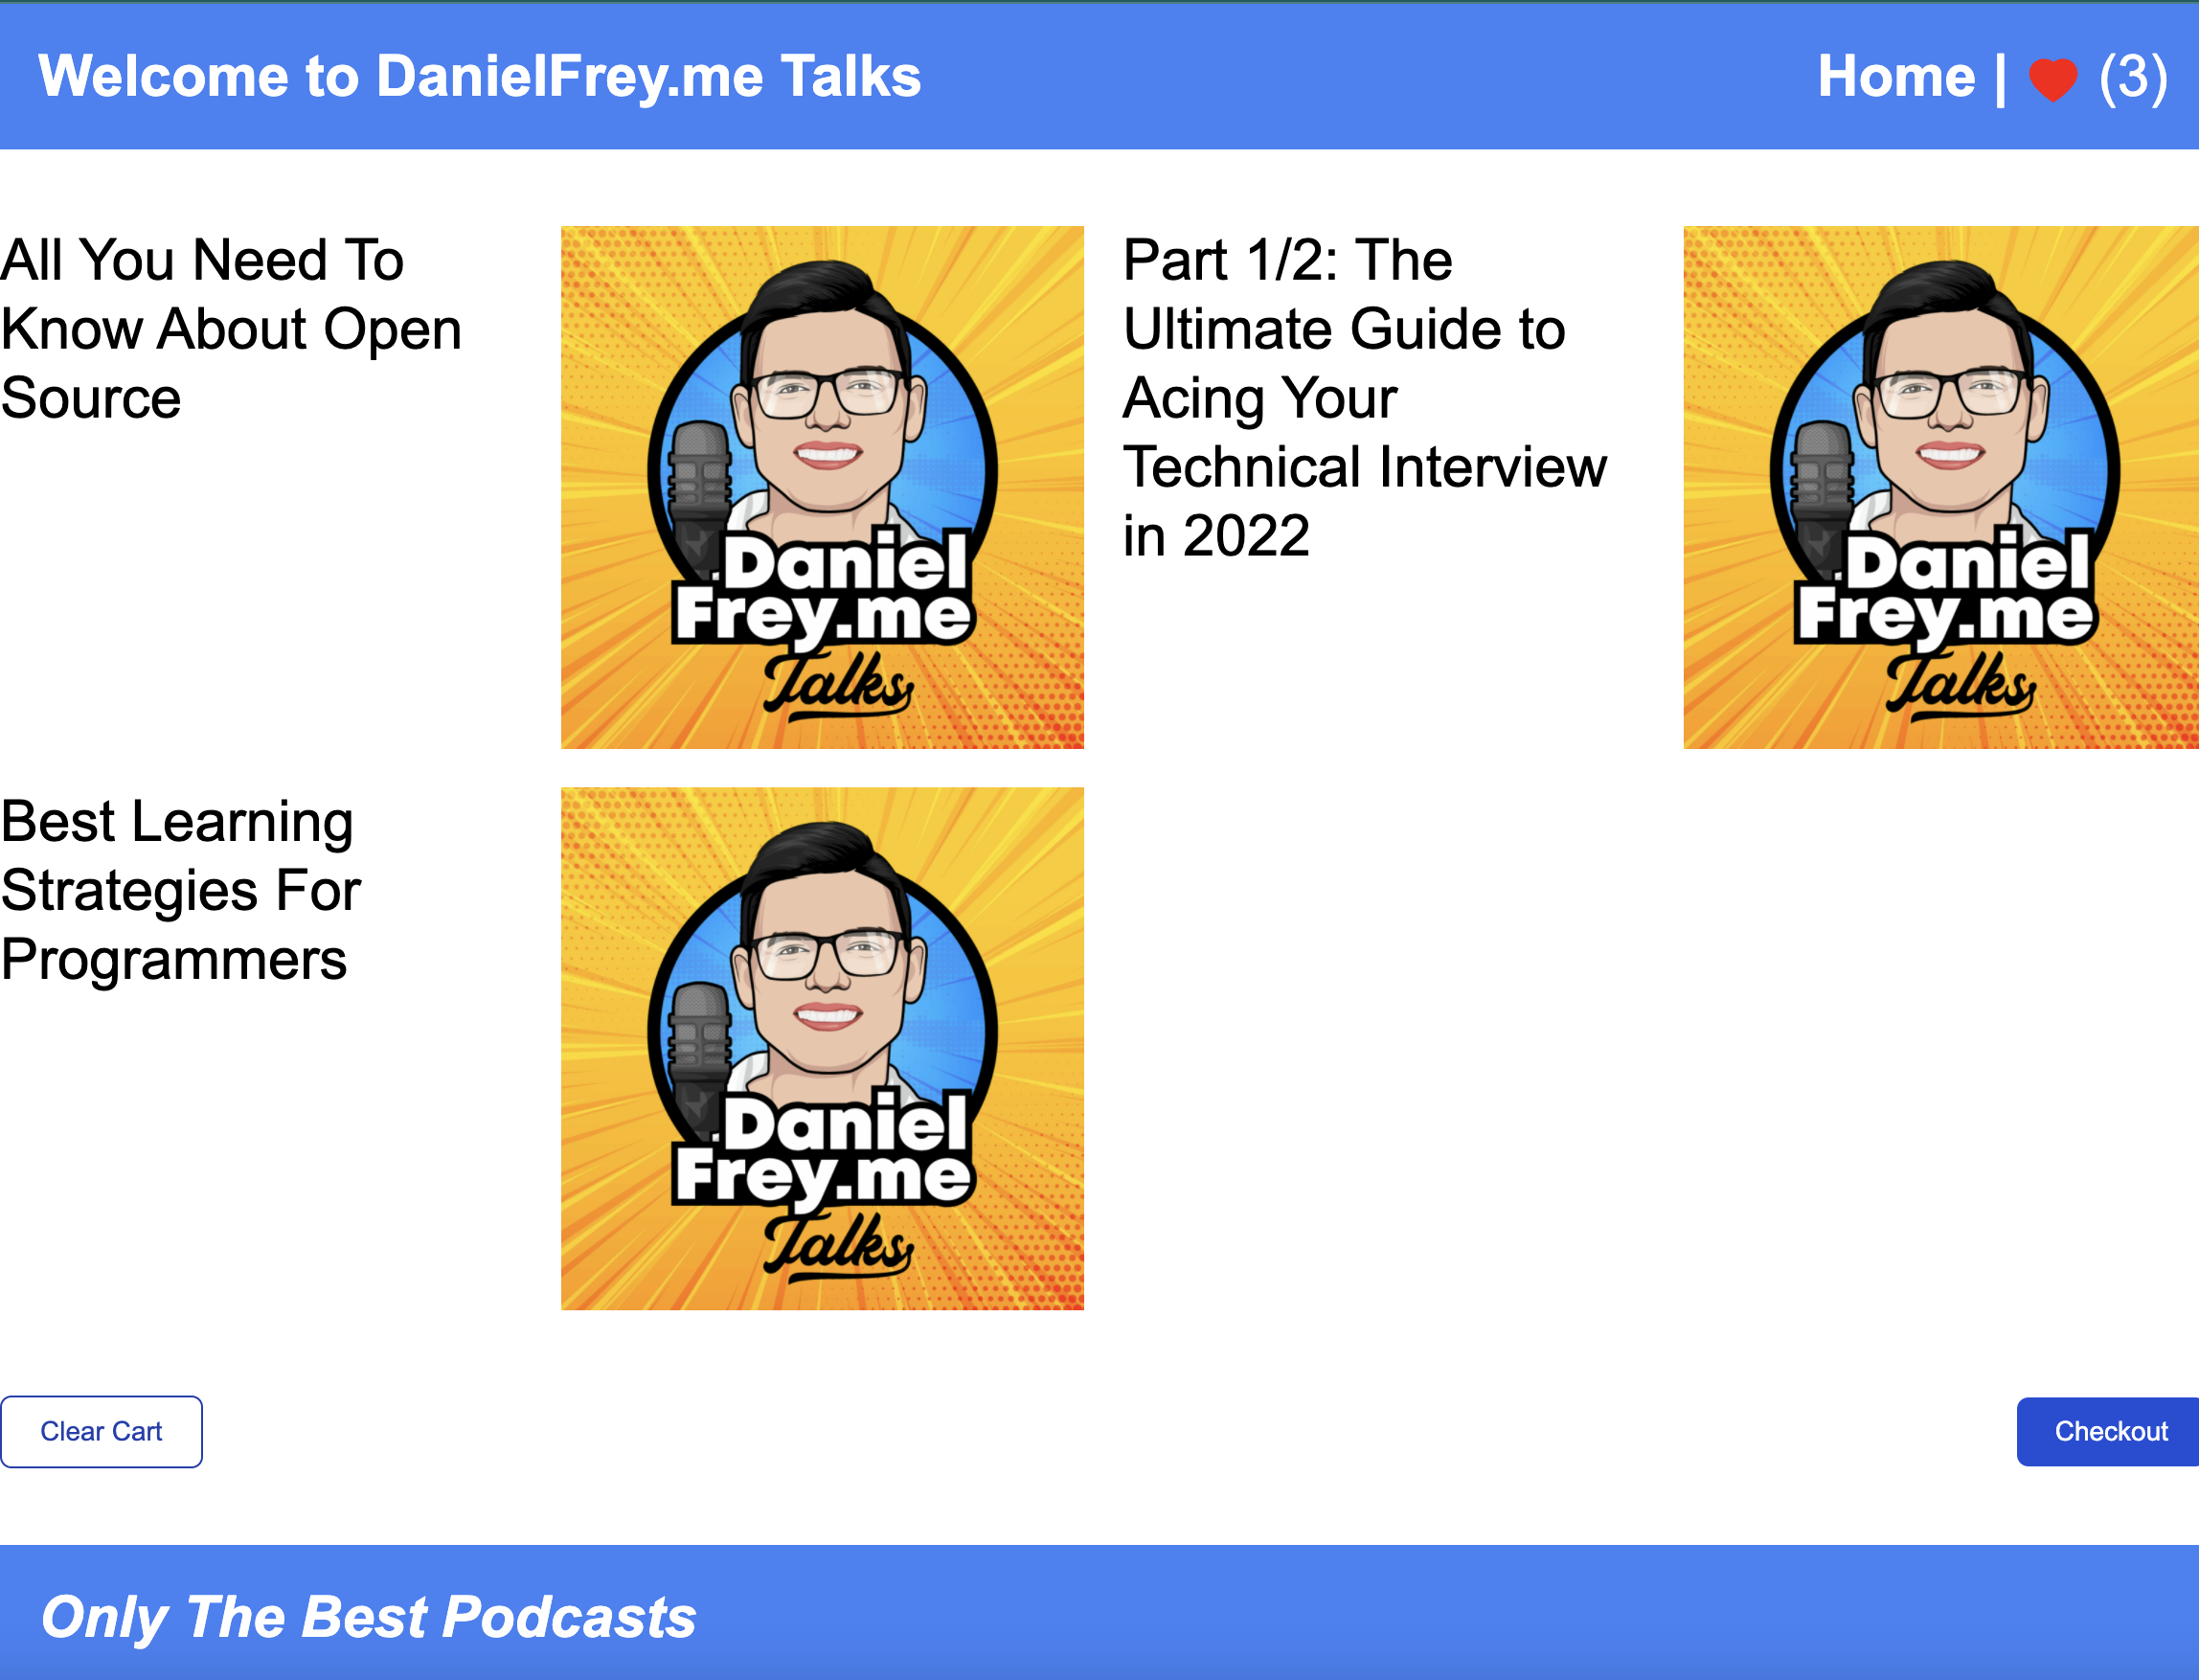 Welcome to DanielFrey.me Talks
Home | ❤ (3)
All You Need To
Know About Open
Source
Daniel
Frey.me
Talks
Part 1/2: The
Ultimate Guide to
Acing Your
Technical Interview
in 2022
Daniel
Frey.me
Talks
Best Learning
Strategies For
Programmers
Daniel
Frey.me
Talks
Clear Cart
Checkout
Only The Best Podcasts